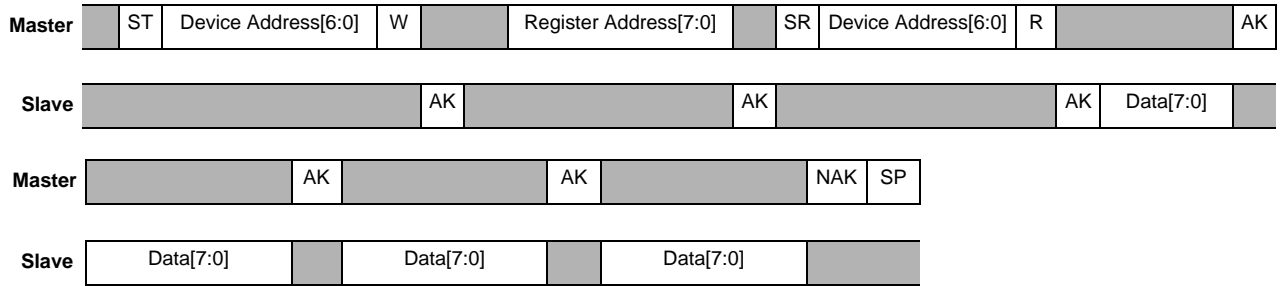 Master ST Device Address[6:0] W Register Address[7:0] SR Device Address[6:0] R AK
Slave AK AK AK Data[7:0]
Master AK AK NAK SP
Slave Data[7:0] Data[7:0] Data[7:0]